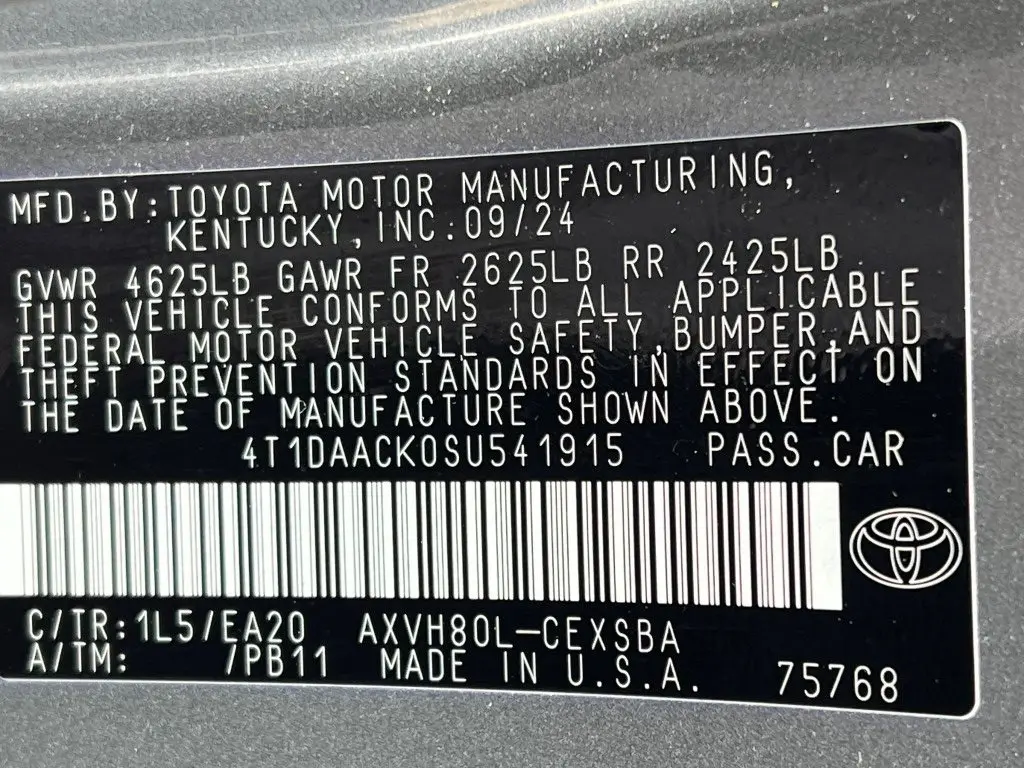 MFD.BY:TOYOTA MOTOR MANUFACTURING,
KENTUCKY,INC:09/24
GVWR 4625LB GAWR FR 2625LB RR 2425LB
THIS VEHICLE CONFORMS TO ALL APPLICABLE
FEDERAL MOTOR VEHICLE SAFETY,BUMPER,AND
THEFT PREVENTION STANDARDS IN EFFECT ON
THE DATE OF MANUFACTURE SHOWN ABOVE.
4T1DAACK0SU541915 PASS.CAR
C/TR:1L5/EA20 AXVH80L-CEXSBA
A/TM: /PB11 MADE IN U.S.A. 75768